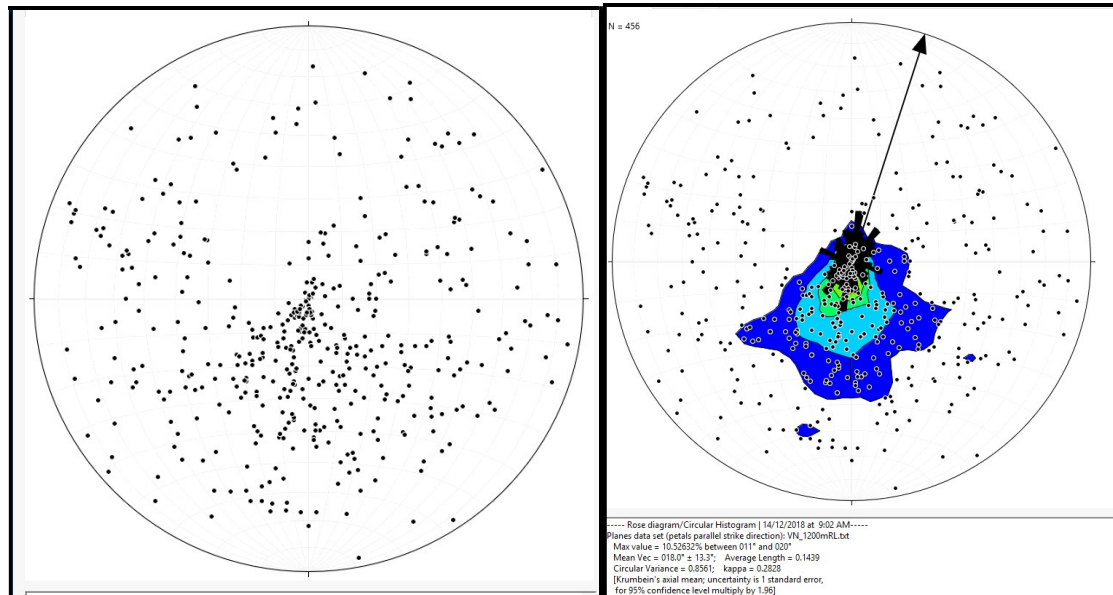 N = 456
----- Rose diagram/Circular Histogram | 14/12/2018 at 9:02 AM-----
Planes data set (petals parallel strike direction): VN_1200mRL.txt
Max value = 10.52632% between 011° and 020°
Mean Vec = 018.0° ± 13.3°; Average Length = 0.1439
Circular Variance = 0.8561; kappa = 0.2828
[Krumbein's axial mean; uncertainty is 1 standard error,
for 95% confidence level multiply by 1.96]